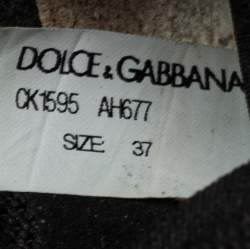 DOLCE & GABBANA
CK1595 AH677
SIZE: 37